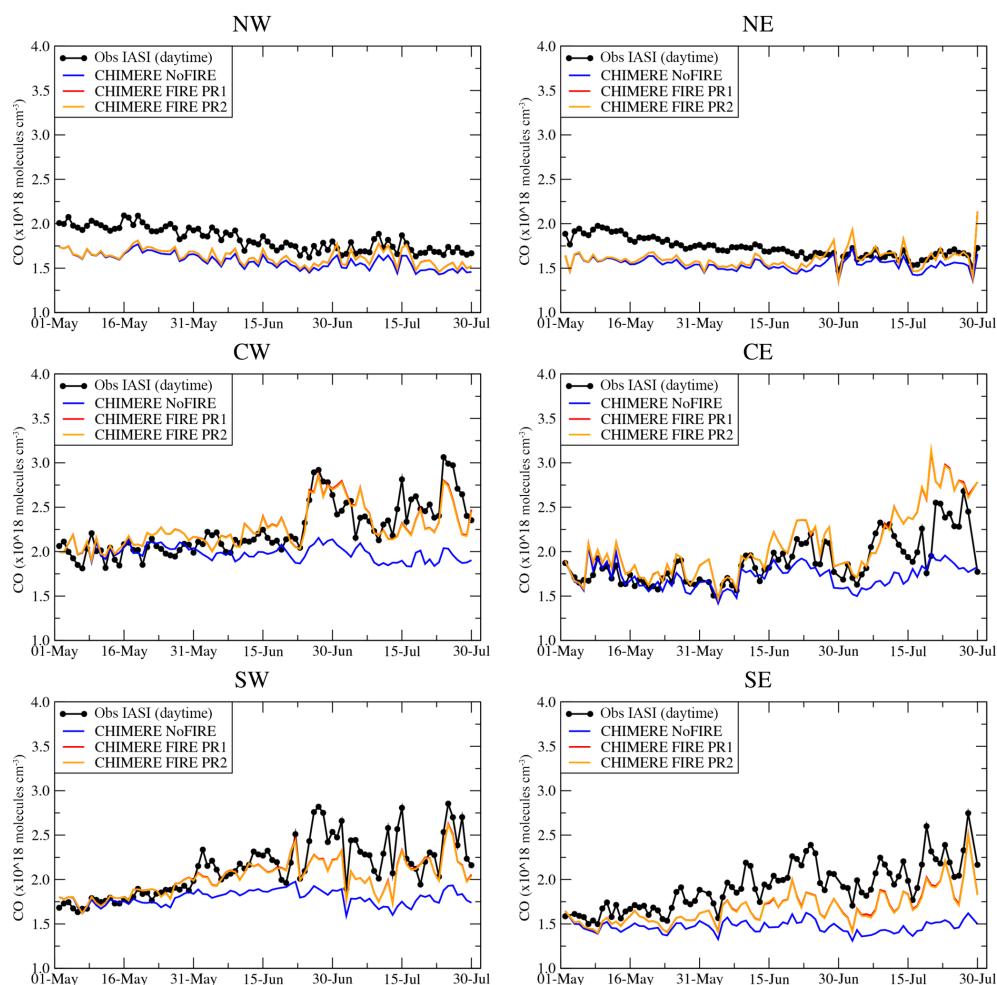 NW
4.0
3.5
3.0
2.5
2.0
1.5
1.0
CO (x10^18 molecules cm⁻³)
Obs IASI (daytime)
CHIMERE NoFIRE
CHIMERE FIRE PR1
CHIMERE FIRE PR2
01-May 16-May 31-May 15-Jun 30-Jun 15-Jul 30-Jul
NE
4.0
3.5
3.0
2.5
2.0
1.5
1.0
CO (x10^18 molecules cm⁻³)
Obs IASI (daytime)
CHIMERE NoFIRE
CHIMERE FIRE PR1
CHIMERE FIRE PR2
01-May 16-May 31-May 15-Jun 30-Jun 15-Jul 30-Jul
CW
4.0
3.5
3.0
2.5
2.0
1.5
1.0
CO (x10^18 molecules cm⁻³)
Obs IASI (daytime)
CHIMERE NoFIRE
CHIMERE FIRE PR1
CHIMERE FIRE PR2
01-May 16-May 31-May 15-Jun 30-Jun 15-Jul 30-Jul
CE
4.0
3.5
3.0
2.5
2.0
1.5
1.0
CO (x10^18 molecules cm⁻³)
Obs IASI (daytime)
CHIMERE NoFIRE
CHIMERE FIRE PR1
CHIMERE FIRE PR2
01-May 16-May 31-May 15-Jun 30-Jun 15-Jul 30-Jul
SW
4.0
3.5
3.0
2.5
2.0
1.5
1.0
CO (x10^18 molecules cm⁻³)
Obs IASI (daytime)
CHIMERE NoFIRE
CHIMERE FIRE PR1
CHIMERE FIRE PR2
01-May 16-May 31-May 15-Jun 30-Jun 15-Jul 30-Jul
SE
4.0
3.5
3.0
2.5
2.0
1.5
1.0
CO (x10^18 molecules cm⁻³)
Obs IASI (daytime)
CHIMERE NoFIRE
CHIMERE FIRE PR1
CHIMERE FIRE PR2
01-May 16-May 31-May 15-Jun 30-Jun 15-Jul 30-Jul